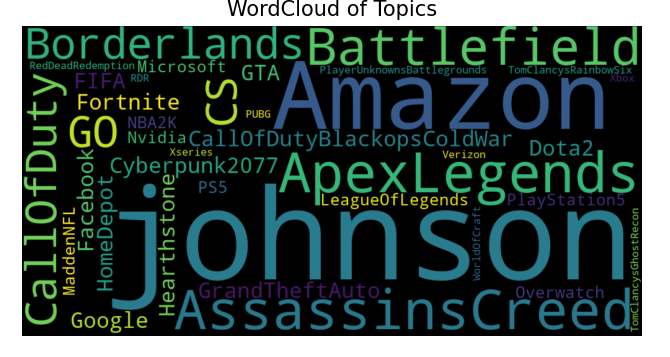 WordCloud of Topics
Borderlands
Battlefield
RedDeadRedemption
Microsoft
GTA
PlayerUnknownsBattlegrounds
TomClancysRainbowSix
FIFA
RDR
Xbox
CallOfDuty
Fortnite
CS
Amazon
GO
NBA2K
PUBG
Nvidia
CallOfDutyBlackopsColdWar
Dota2
Facebook
Xseries
Verizon
Cyberpunk2077
ApexLegends
HomeDepot
Hearthstone
PS5
LeagueOfLegends
PlayStation5
MaddenNFL
johnson
WorldOfCraft
TomClancysGhostRecon
GrandTheftAuto
Overwatch
Google
AssassinsCreed